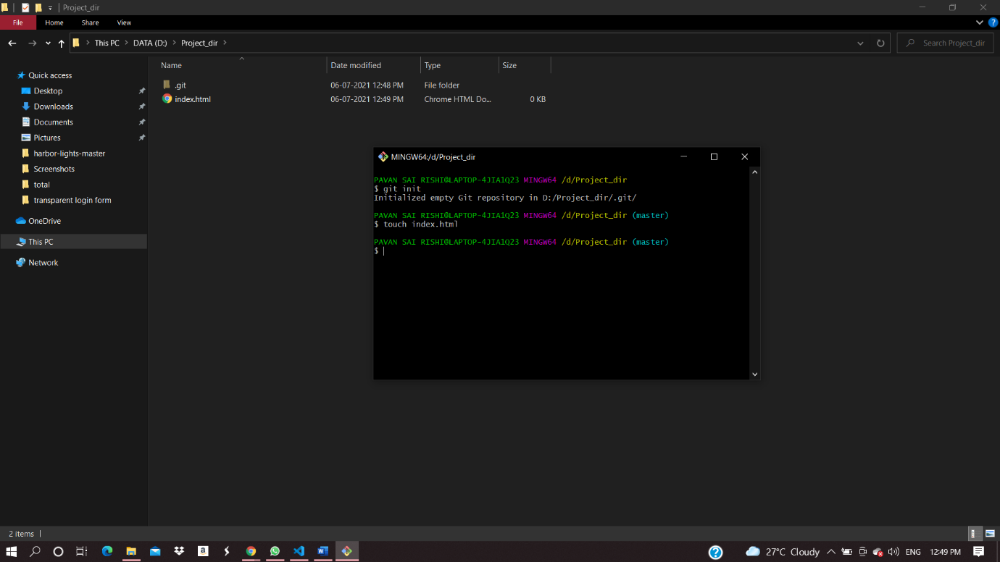 Project_dir
File Home Share View
This PC DATA (D:) Project_dir
Search Project_dir
Name Date modified Type Size
.git 06-07-2021 12:48 PM File folder
index.html 06-07-2021 12:49 PM Chrome HTML Do... 0 KB
Quick access
Desktop
Downloads
Documents
Pictures
harbor-lights-master
Screenshots
total
transparent login form
OneDrive
This PC
Network
MINGW64:/d/Project_dir
PAVAN SAI RISHI@LAPTOP-4JIA1Q23 MINGW64 /d/Project_dir
$ git init
Initialized empty Git repository in D:/Project_dir/.git/
PAVAN SAI RISHI@LAPTOP-4JIA1Q23 MINGW64 /d/Project_dir (master)
$ touch index.html
PAVAN SAI RISHI@LAPTOP-4JIA1Q23 MINGW64 /d/Project_dir (master)
$
2 items
27°C Cloudy ENG 12:49 PM